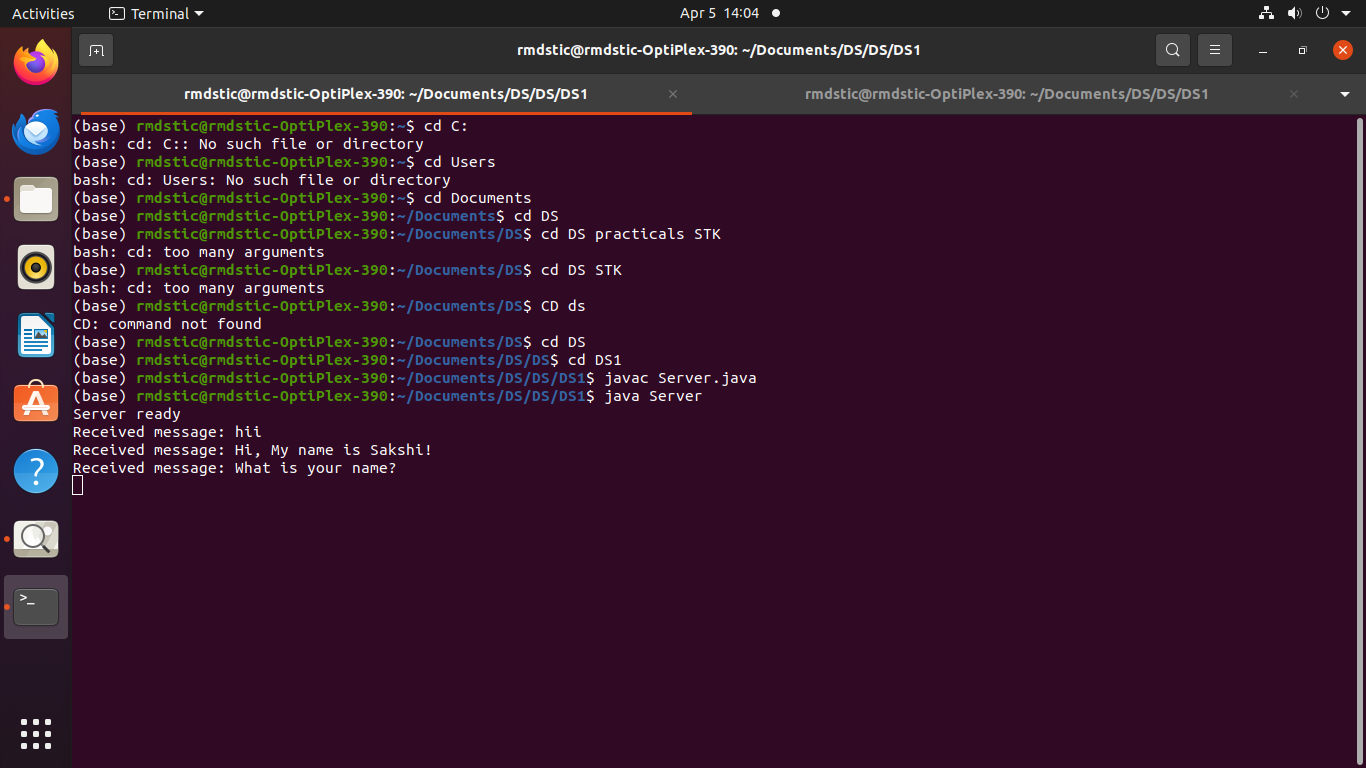 Activities
Terminal
Apr 5 14:04
rmdstic@rmdstic-OptiPlex-390: ~/Documents/DS/DS/DS1
rmdstic@rmdstic-OptiPlex-390: ~/Documents/DS/DS/DS1
rmdstic@rmdstic-OptiPlex-390: ~/Documents/DS/DS/DS1
(base) rmdstic@rmdstic-OptiPlex-390:~$ cd C:
bash: cd: C:: No such file or directory
(base) rmdstic@rmdstic-OptiPlex-390:~$ cd Users
bash: cd: Users: No such file or directory
(base) rmdstic@rmdstic-OptiPlex-390:~$ cd Documents
(base) rmdstic@rmdstic-OptiPlex-390:~/Documents$ cd DS
(base) rmdstic@rmdstic-OptiPlex-390:~/Documents/DS$ cd DS practicals STK
bash: cd: too many arguments
(base) rmdstic@rmdstic-OptiPlex-390:~/Documents/DS$ cd DS STK
bash: cd: too many arguments
(base) rmdstic@rmdstic-OptiPlex-390:~/Documents/DS$ CD ds
CD: command not found
(base) rmdstic@rmdstic-OptiPlex-390:~/Documents/DS$ cd DS
(base) rmdstic@rmdstic-OptiPlex-390:~/Documents/DS/DS$ cd DS1
(base) rmdstic@rmdstic-OptiPlex-390:~/Documents/DS/DS/DS1$ javac Server.java
(base) rmdstic@rmdstic-OptiPlex-390:~/Documents/DS/DS/DS1$ java Server
Server ready
Received message: hii
Received message: Hi, My name is Sakshi!
Received message: What is your name?